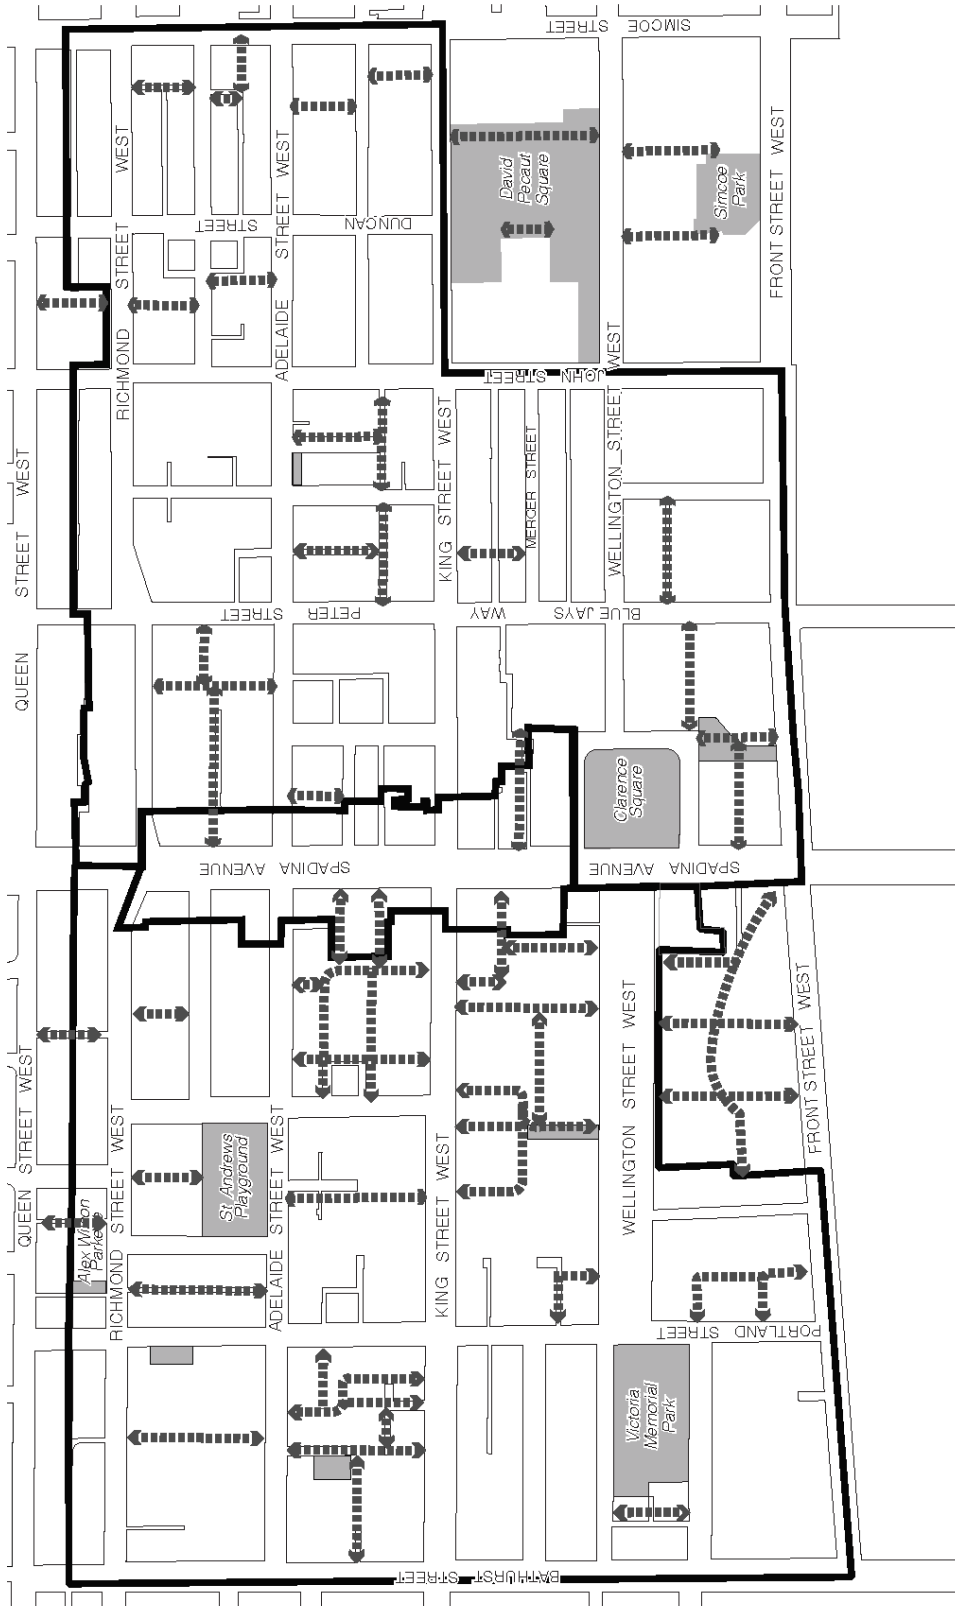 SIMCOE STREET
RICHMOND STREET WEST
ADELAIDE STREET WEST
DUNCAN STREET
David
Pecaut
Square
Simcoe
Park
FRONT STREET WEST
JOHN STREET
QUEEN STREET WEST
KING STREET WEST
MERCER STREET
WELLINGTON STREET WEST
PETER STREET
BLUE JAYS WAY
Clarence
Square
SPADINA AVENUE
SPADINA AVENUE
QUEEN STREET WEST
RICHMOND STREET WEST
ADELAIDE STREET WEST
KING STREET WEST
WELLINGTON STREET WEST
FRONT STREET WEST
St. Andrews
Playground
Alex Wilson
Parkette
PORTLAND STREET
Victoria
Memorial
Park
BATHURST STREET